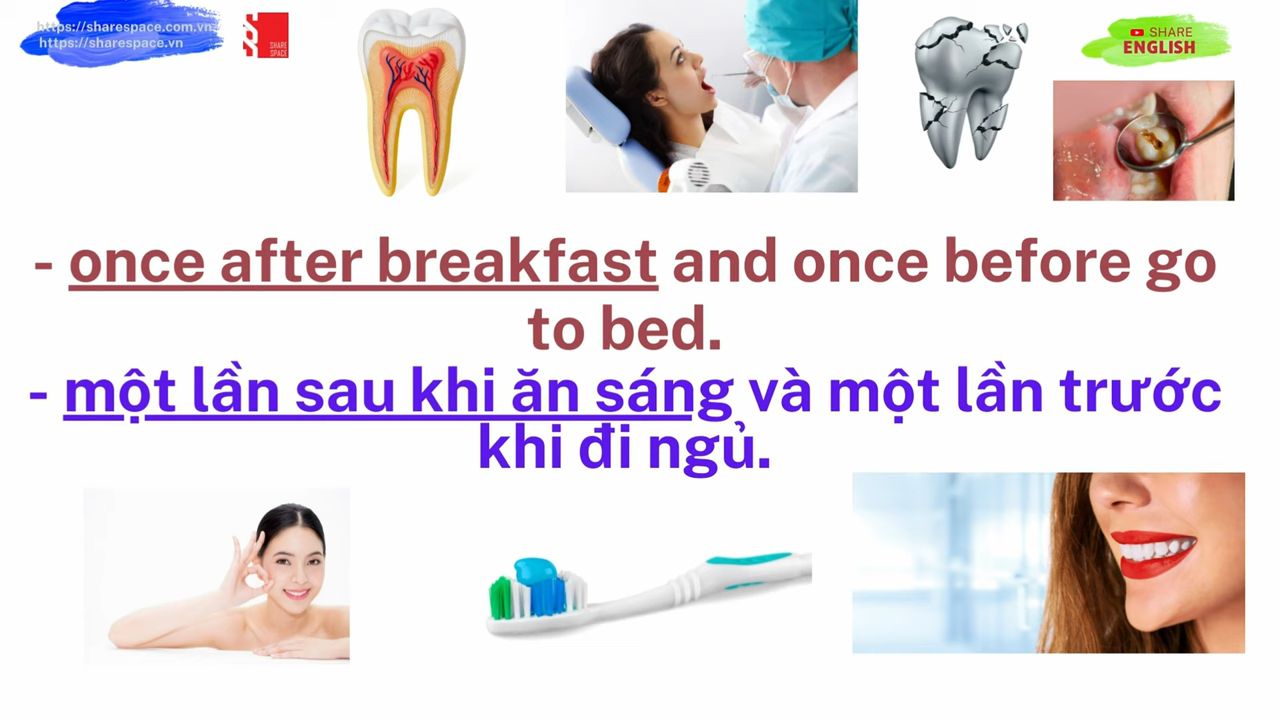 https://sharespace.com.vn
https://sharespace.vn
SHARE
SPACE
SHARE
ENGLISH
- once after breakfast and once before go
to bed.
- một lần sau khi ăn sáng và một lần trước
khi đi ngủ.